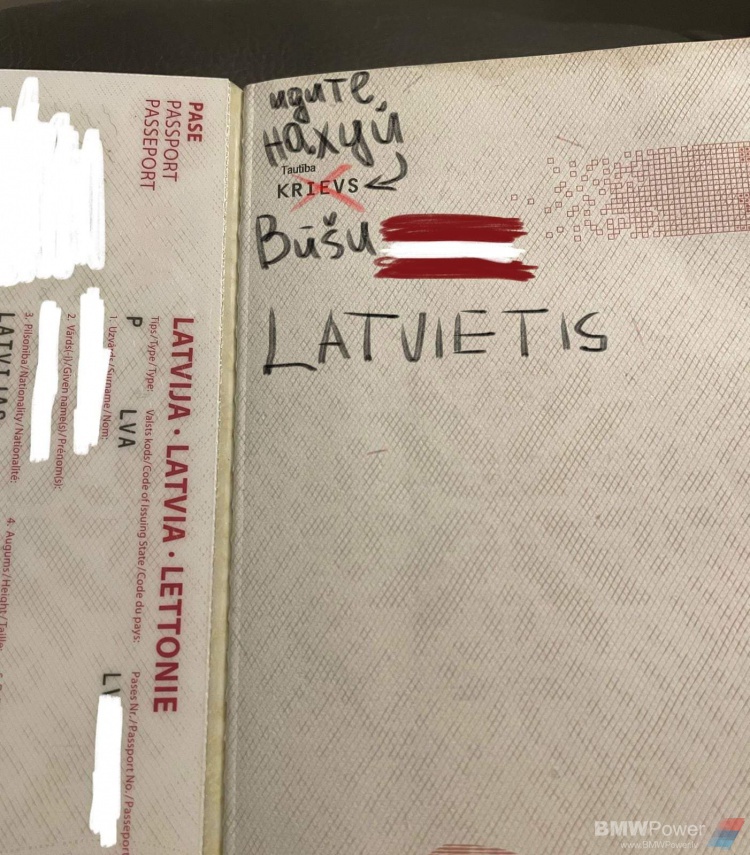 PASE
PASSPORT
PASSEPORT
LATVIJA • LATVIA • LETTONIE
Tips/Type/Type:
Valsts kods/Code of Issuing State/Code du pays:
Pases Nr./Passport No./Passeport
P
LVA
1. Uzvārds/Surname/Nom:
2. Vārds(-i)/Given name(s)/Prénom(s):
3. Pilsonība/Nationality/Nationalité:
4. Augums/Height/Taille:
идите,
нахуй
Tautība
KRIEVS
Būšu
LATVIETIS
BMWPower
www.BMWPower.lv